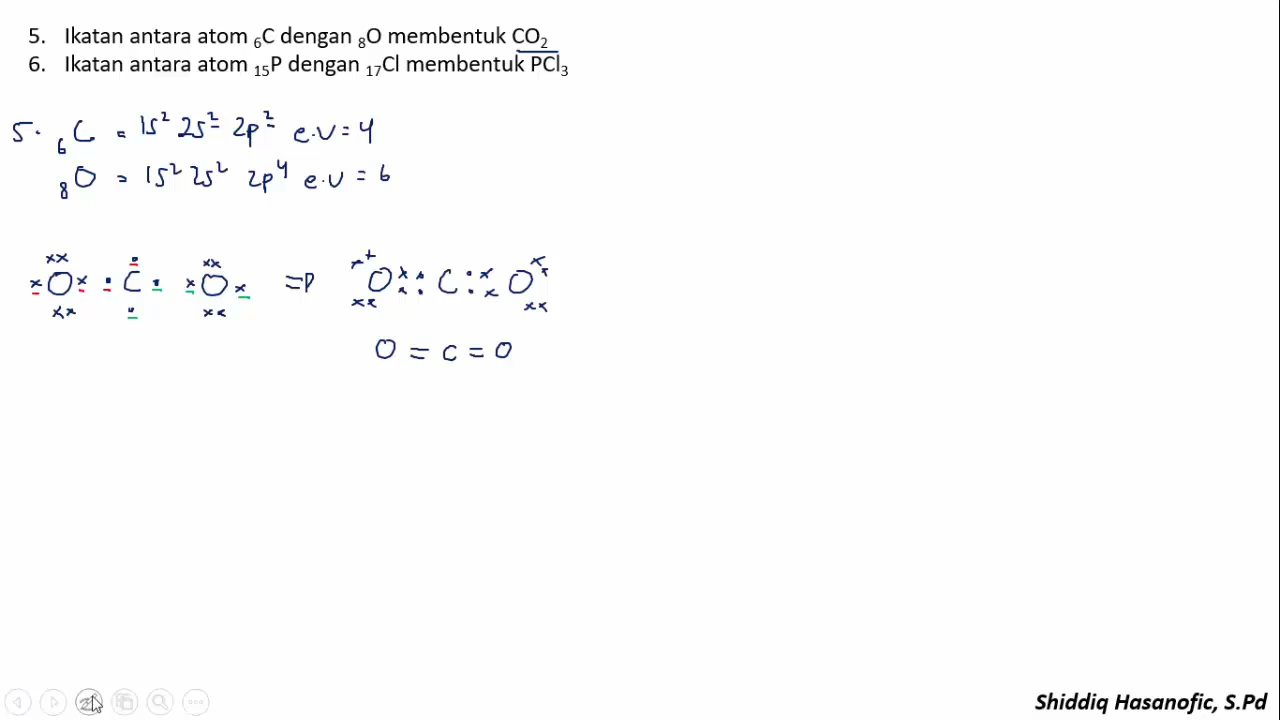 5. Ikatan antara atom ₆C dengan ₈O membentuk CO₂
6. Ikatan antara atom ₁₅P dengan ₁₇Cl membentuk PCl₃
5. ₆C = 1s² 2s² 2p² e.v = 4
₈O = 1s² 2s² 2p⁴ e.v = 6
O C O => O C O
O = C = O
Shiddiq Hasanofic, S.Pd